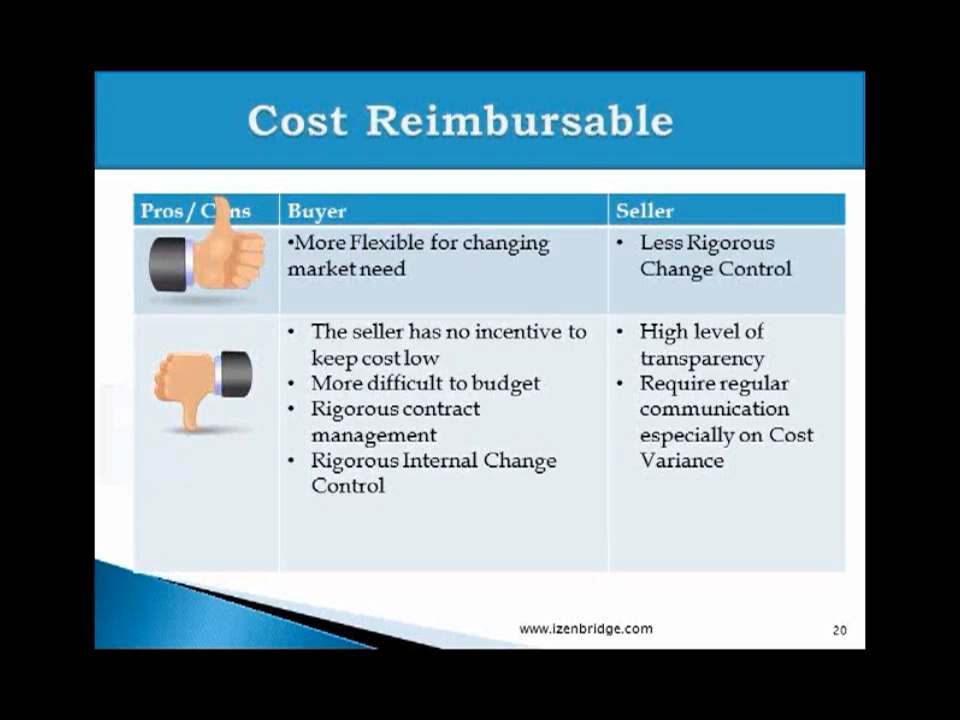 Cost Reimbursable
Pros / Cons
Buyer
Seller
•More Flexible for changing
market need
• Less Rigorous
Change Control
• The seller has no incentive to
keep cost low
• More difficult to budget
• Rigorous contract
management
• Rigorous Internal Change
Control
• High level of
transparency
• Require regular
communication
especially on Cost
Variance
www.izenbridge.com
20